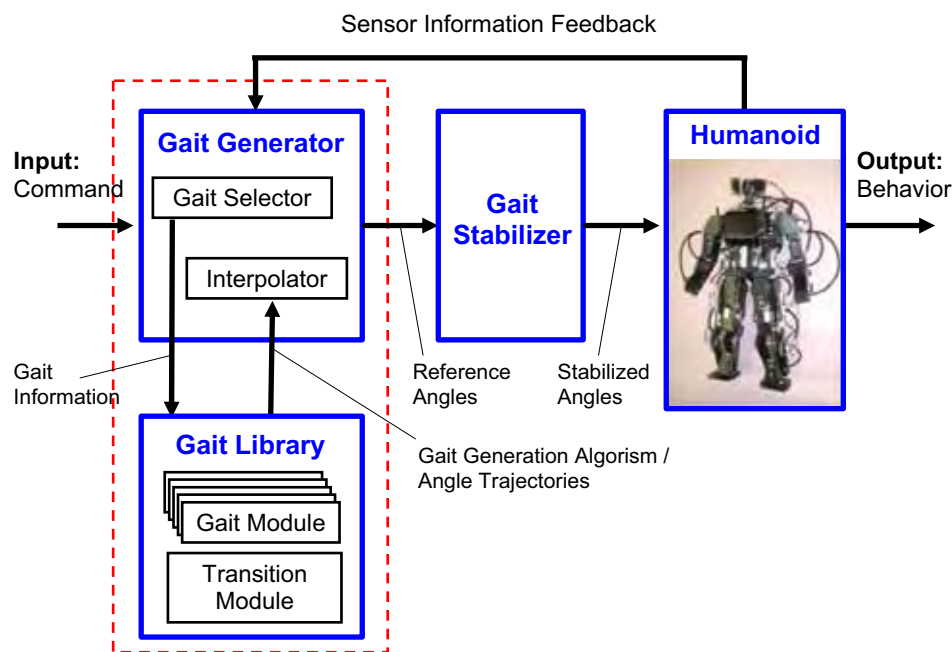 Sensor Information Feedback
Gait Generator
Humanoid
Input:
Command
Output:
Behavior
Gait Selector
Gait
Stabilizer
Interpolator
Gait
Information
Reference
Angles
Stabilized
Angles
Gait Library
Gait Generation Algorism /
Angle Trajectories
Gait Module
Transition
Module